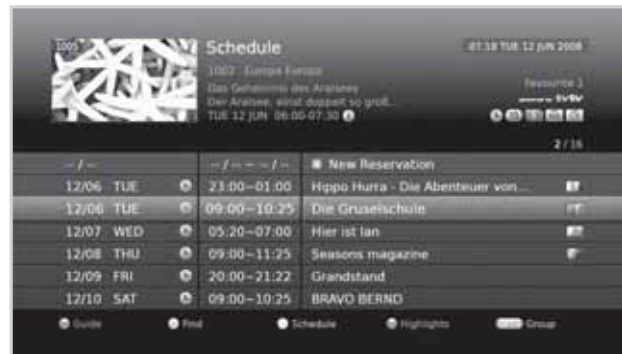 1005
Schedule
07:18 TUE 12 JUN 2008
1002 Europe Europa
Das Geheimnis des Aralsees
Der Aralsee, einst doppelt so groß...
TUE 12 JUN 06:00-07:30
Favourite 1
2/16
--/-- --/-- ~ --/-- New Reservation
12/06 TUE 23:00~01:00 Hippo Hurra - Die Abenteuer von...
12/06 TUE 09:00~10:25 Die Gruselschule
12/07 WED 05:20~07:00 Hier ist Ian
12/08 THU 09:00~11:25 Seasons magazine
12/09 FRI 20:00~21:22 Grandstand
12/10 SAT 09:00~10:25 BRAVO BERND
Guide Find Schedule Highlights Group